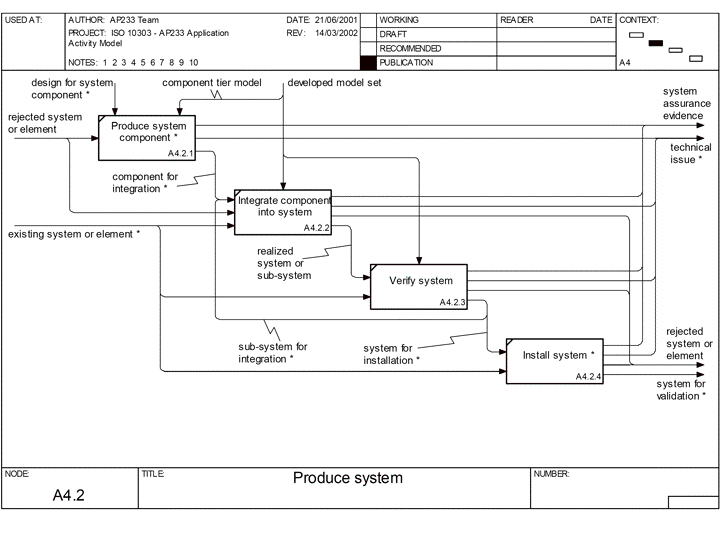 USED AT:
AUTHOR: AP233 Team
DATE: 21/06/2001
PROJECT: ISO 10303 - AP233 Application
Activity Model
REV: 14/03/2002
NOTES: 1 2 3 4 5 6 7 8 9 10
WORKING
DRAFT
RECOMMENDED
PUBLICATION
READER
DATE
CONTEXT:
A4
design for system
component *
component tier model
developed model set
system
assurance
evidence
rejected system
or element
Produce system
component *
A4.2.1
technical
issue *
component for
integration *
Integrate component
into system
A4.2.2
existing system or element *
realized
system or
sub-system
Verify system
A4.2.3
sub-system for
integration *
system for
installation *
Install system *
A4.2.4
rejected
system or
element
system for
validation *
NODE:
A4.2
TITLE:
Produce system
NUMBER: